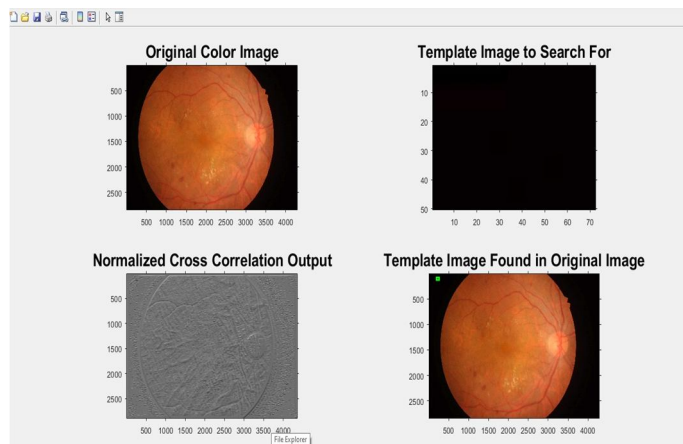 Original Color Image
500
1000
1500
2000
2500
500 1000 1500 2000 2500 3000 3500 4000
Template Image to Search For
10
20
30
40
50
10 20 30 40 50 60 70
Normalized Cross Correlation Output
500
1000
1500
2000
2500
500 1000 1500 2000 2500 3000 3500 4000
File Explorer
Template Image Found in Original Image
500
1000
1500
2000
2500
500 1000 1500 2000 2500 3000 3500 4000